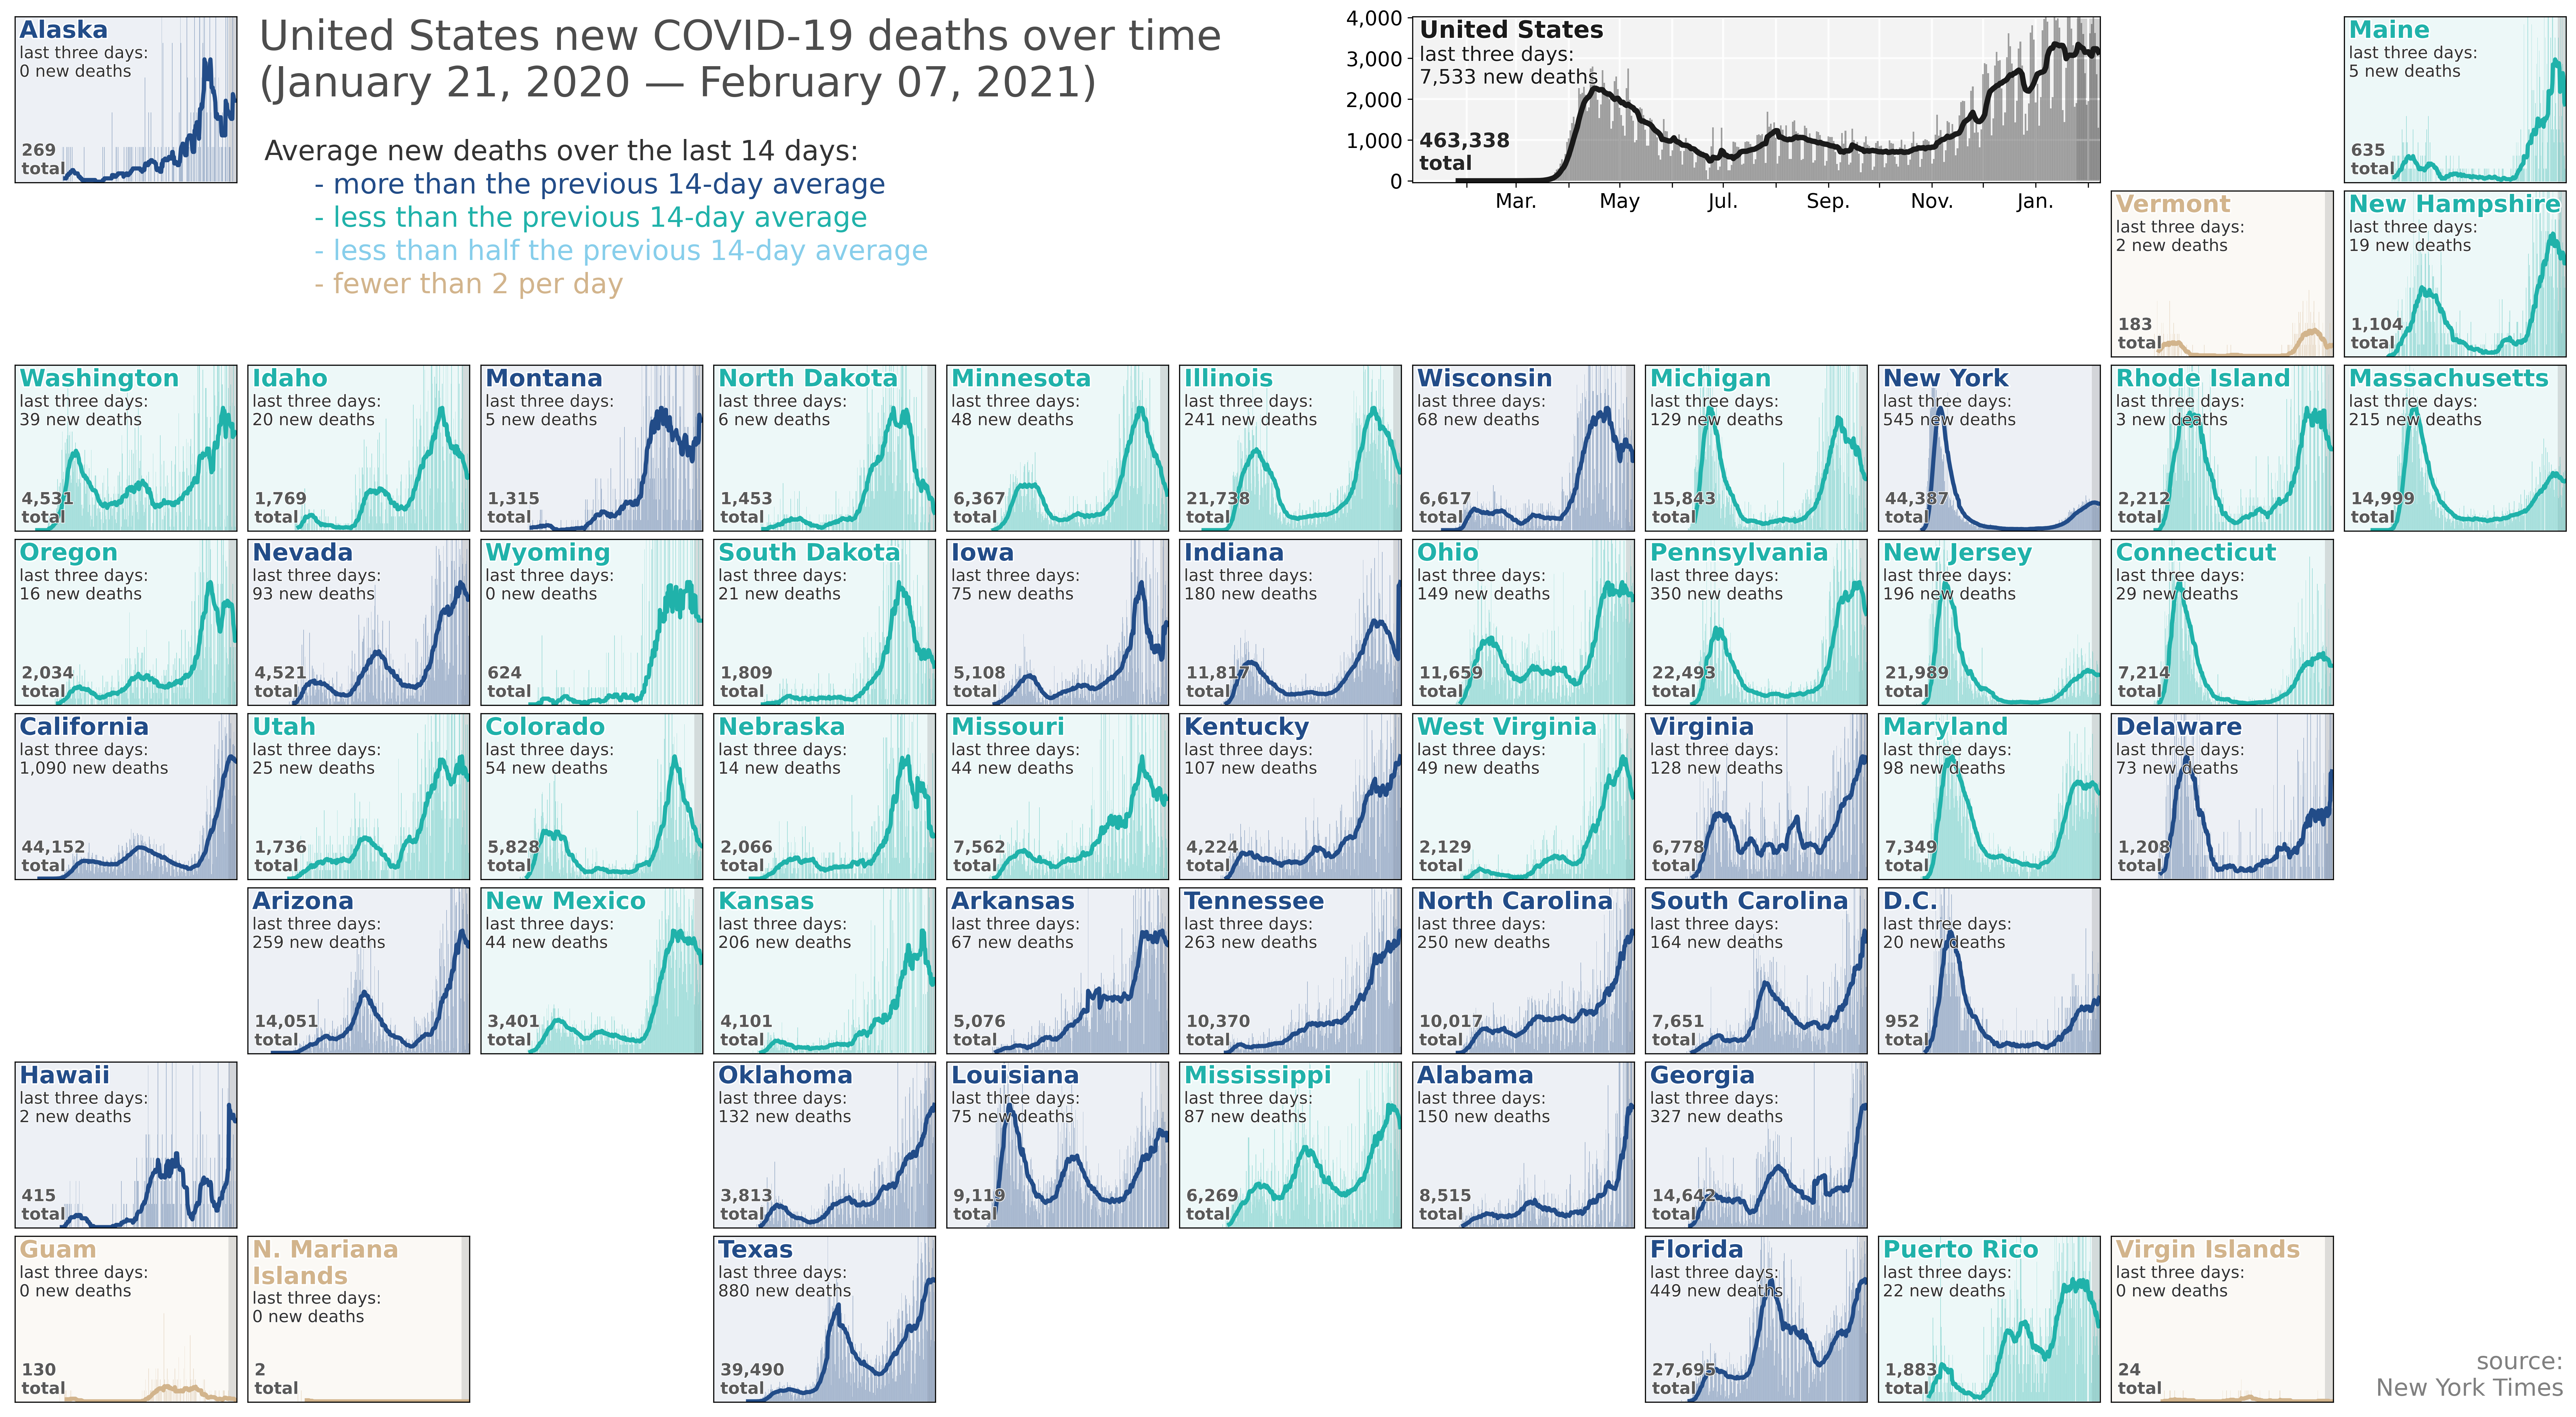 Alaska
last three days:
0 new deaths
269
total
United States new COVID-19 deaths over time
(January 21, 2020 — February 07, 2021)
Average new deaths over the last 14 days:
- more than the previous 14-day average
- less than the previous 14-day average
- less than half the previous 14-day average
- fewer than 2 per day
4,000
3,000
2,000
1,000
0
United States
last three days:
7,533 new deaths
463,338
total
Mar.
May
Jul.
Sep.
Nov.
Jan.
Maine
last three days:
5 new deaths
635
total
Vermont
last three days:
2 new deaths
183
total
New Hampshire
last three days:
19 new deaths
1,104
total
Washington
last three days:
39 new deaths
4,531
total
Idaho
last three days:
20 new deaths
1,769
total
Montana
last three days:
5 new deaths
1,315
total
North Dakota
last three days:
6 new deaths
1,453
total
Minnesota
last three days:
48 new deaths
6,367
total
Illinois
last three days:
241 new deaths
21,738
total
Wisconsin
last three days:
68 new deaths
6,617
total
Michigan
last three days:
129 new deaths
15,843
total
New York
last three days:
545 new deaths
44,387
total
Rhode Island
last three days:
3 new deaths
2,212
total
Massachusetts
last three days:
215 new deaths
14,999
total
Oregon
last three days:
16 new deaths
2,034
total
Nevada
last three days:
93 new deaths
4,521
total
Wyoming
last three days:
0 new deaths
624
total
South Dakota
last three days:
21 new deaths
1,809
total
Iowa
last three days:
75 new deaths
5,108
total
Indiana
last three days:
180 new deaths
11,817
total
Ohio
last three days:
149 new deaths
11,659
total
Pennsylvania
last three days:
350 new deaths
22,493
total
New Jersey
last three days:
196 new deaths
21,989
total
Connecticut
last three days:
29 new deaths
7,214
total
California
last three days:
1,090 new deaths
44,152
total
Utah
last three days:
25 new deaths
1,736
total
Colorado
last three days:
54 new deaths
5,828
total
Nebraska
last three days:
14 new deaths
2,066
total
Missouri
last three days:
44 new deaths
7,562
total
Kentucky
last three days:
107 new deaths
4,224
total
West Virginia
last three days:
49 new deaths
2,129
total
Virginia
last three days:
128 new deaths
6,778
total
Maryland
last three days:
98 new deaths
7,349
total
Delaware
last three days:
73 new deaths
1,208
total
Arizona
last three days:
259 new deaths
14,051
total
New Mexico
last three days:
44 new deaths
3,401
total
Kansas
last three days:
206 new deaths
4,101
total
Arkansas
last three days:
67 new deaths
5,076
total
Tennessee
last three days:
263 new deaths
10,370
total
North Carolina
last three days:
250 new deaths
10,017
total
South Carolina
last three days:
164 new deaths
7,651
total
D.C.
last three days:
20 new deaths
952
total
Hawaii
last three days:
2 new deaths
415
total
Oklahoma
last three days:
132 new deaths
3,813
total
Louisiana
last three days:
75 new deaths
9,119
total
Mississippi
last three days:
87 new deaths
6,269
total
Alabama
last three days:
150 new deaths
8,515
total
Georgia
last three days:
327 new deaths
14,642
total
Guam
last three days:
0 new deaths
130
total
N. Mariana
Islands
last three days:
0 new deaths
2
total
Texas
last three days:
880 new deaths
39,490
total
Florida
last three days:
449 new deaths
27,695
total
Puerto Rico
last three days:
22 new deaths
1,883
total
Virgin Islands
last three days:
0 new deaths
24
total
source:
New York Times